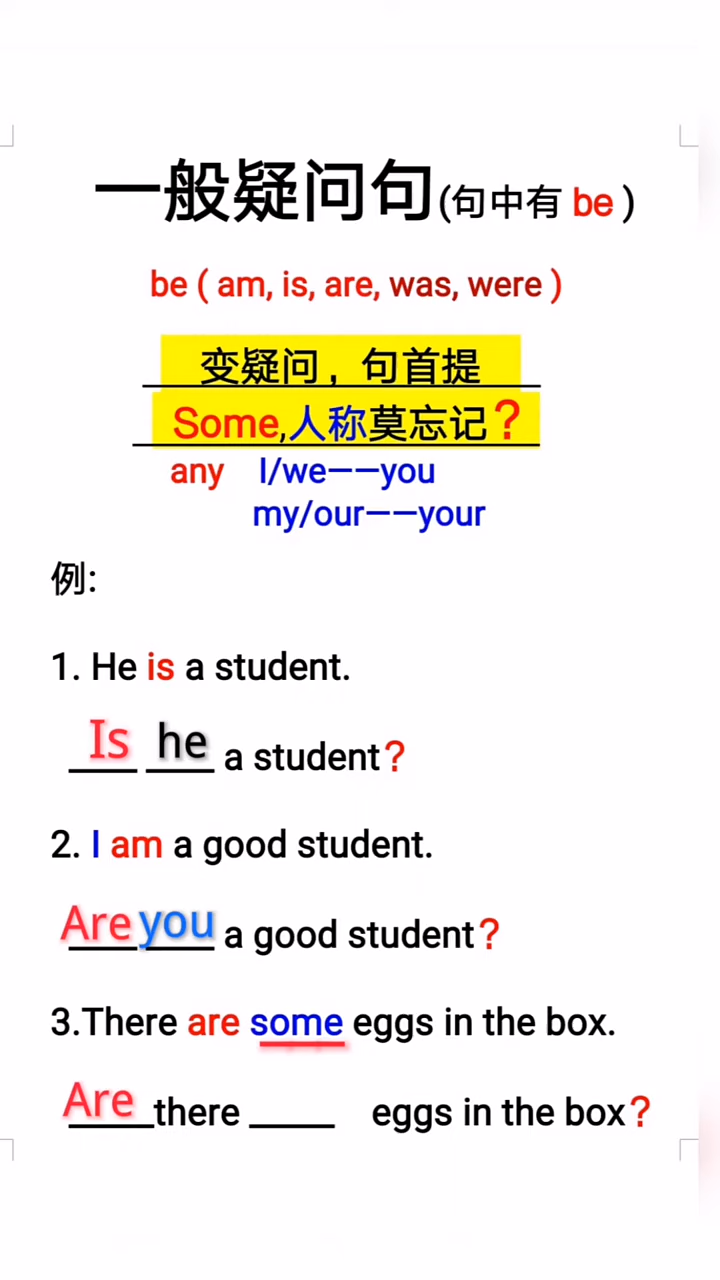 一般疑问句(句中有 be )
be ( am, is, are, was, were )
变疑问，句首提
Some,人称莫忘记？
any I/we——you
my/our——your
例:
1. He is a student.
Is he a student？
2. I am a good student.
Are you a good student？
3.There are some eggs in the box.
Are there ____ eggs in the box？